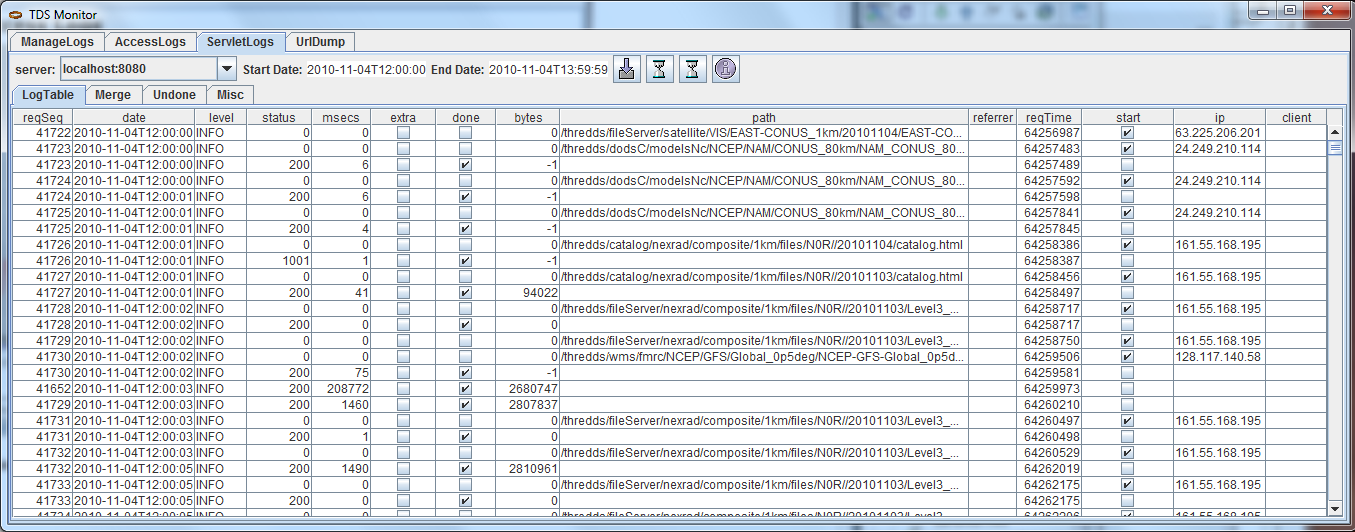 TDS Monitor
ManageLogs AccessLogs ServletLogs UrlDump
server: localhost:8080 Start Date: 2010-11-04T12:00:00 End Date: 2010-11-04T13:59:59
LogTable Merge Undone Misc
reqSeq date level status msecs extra done bytes path referrer reqTime start ip client
41722 2010-11-04T12:00:00 INFO 0 0 0 /thredds/fileServer/satellite/VIS/EAST-CONUS_1km/20101104/EAST-CO... 64256987 63.225.206.201
41723 2010-11-04T12:00:00 INFO 0 0 0 /thredds/dodsC/modelsNc/NCEP/NAM/CONUS_80km/NAM_CONUS_80... 64257483 24.249.210.114
41723 2010-11-04T12:00:00 INFO 200 6 -1 64257489
41724 2010-11-04T12:00:00 INFO 0 0 0 /thredds/dodsC/modelsNc/NCEP/NAM/CONUS_80km/NAM_CONUS_80... 64257592 24.249.210.114
41724 2010-11-04T12:00:01 INFO 200 6 -1 64257598
41725 2010-11-04T12:00:01 INFO 0 0 0 /thredds/dodsC/modelsNc/NCEP/NAM/CONUS_80km/NAM_CONUS_80... 64257841 24.249.210.114
41725 2010-11-04T12:00:01 INFO 200 4 -1 64257845
41726 2010-11-04T12:00:01 INFO 0 0 0 /thredds/catalog/nexrad/composite/1km/files/N0R//20101104/catalog.html 64258386 161.55.168.195
41726 2010-11-04T12:00:01 INFO 1001 1 -1 64258387
41727 2010-11-04T12:00:01 INFO 0 0 0 /thredds/catalog/nexrad/composite/1km/files/N0R//20101103/catalog.html 64258456 161.55.168.195
41727 2010-11-04T12:00:01 INFO 200 41 94022 64258497
41728 2010-11-04T12:00:02 INFO 0 0 0 /thredds/fileServer/nexrad/composite/1km/files/N0R//20101103/Level3_... 64258717 161.55.168.195
41728 2010-11-04T12:00:02 INFO 200 0 0 64258717
41729 2010-11-04T12:00:02 INFO 0 0 0 /thredds/fileServer/nexrad/composite/1km/files/N0R//20101103/Level3_... 64258750 161.55.168.195
41730 2010-11-04T12:00:02 INFO 0 0 0 /thredds/wms/fmrc/NCEP/GFS/Global_0p5deg/NCEP-GFS-Global_0p5d... 64259506 128.117.140.58
41730 2010-11-04T12:00:02 INFO 200 75 -1 64259581
41652 2010-11-04T12:00:03 INFO 200 208772 2680747 64259973
41729 2010-11-04T12:00:03 INFO 200 1460 2807837 64260210
41731 2010-11-04T12:00:03 INFO 0 0 0 /thredds/fileServer/nexrad/composite/1km/files/N0R//20101103/Level3_... 64260497 161.55.168.195
41731 2010-11-04T12:00:03 INFO 200 1 0 64260498
41732 2010-11-04T12:00:03 INFO 0 0 0 /thredds/fileServer/nexrad/composite/1km/files/N0R//20101103/Level3_... 64260529 161.55.168.195
41732 2010-11-04T12:00:05 INFO 200 1490 2810961 64262019
41733 2010-11-04T12:00:05 INFO 0 0 0 /thredds/fileServer/nexrad/composite/1km/files/N0R//20101103/Level3_... 64262175 161.55.168.195
41733 2010-11-04T12:00:05 INFO 200 0 0 64262175
41734 2010-11-04T12:00:05 INFO 0 0 0 /thredds/fileServer/nexrad/composite/1km/files/N0R//20101103/Level3_... 161.55.168.195